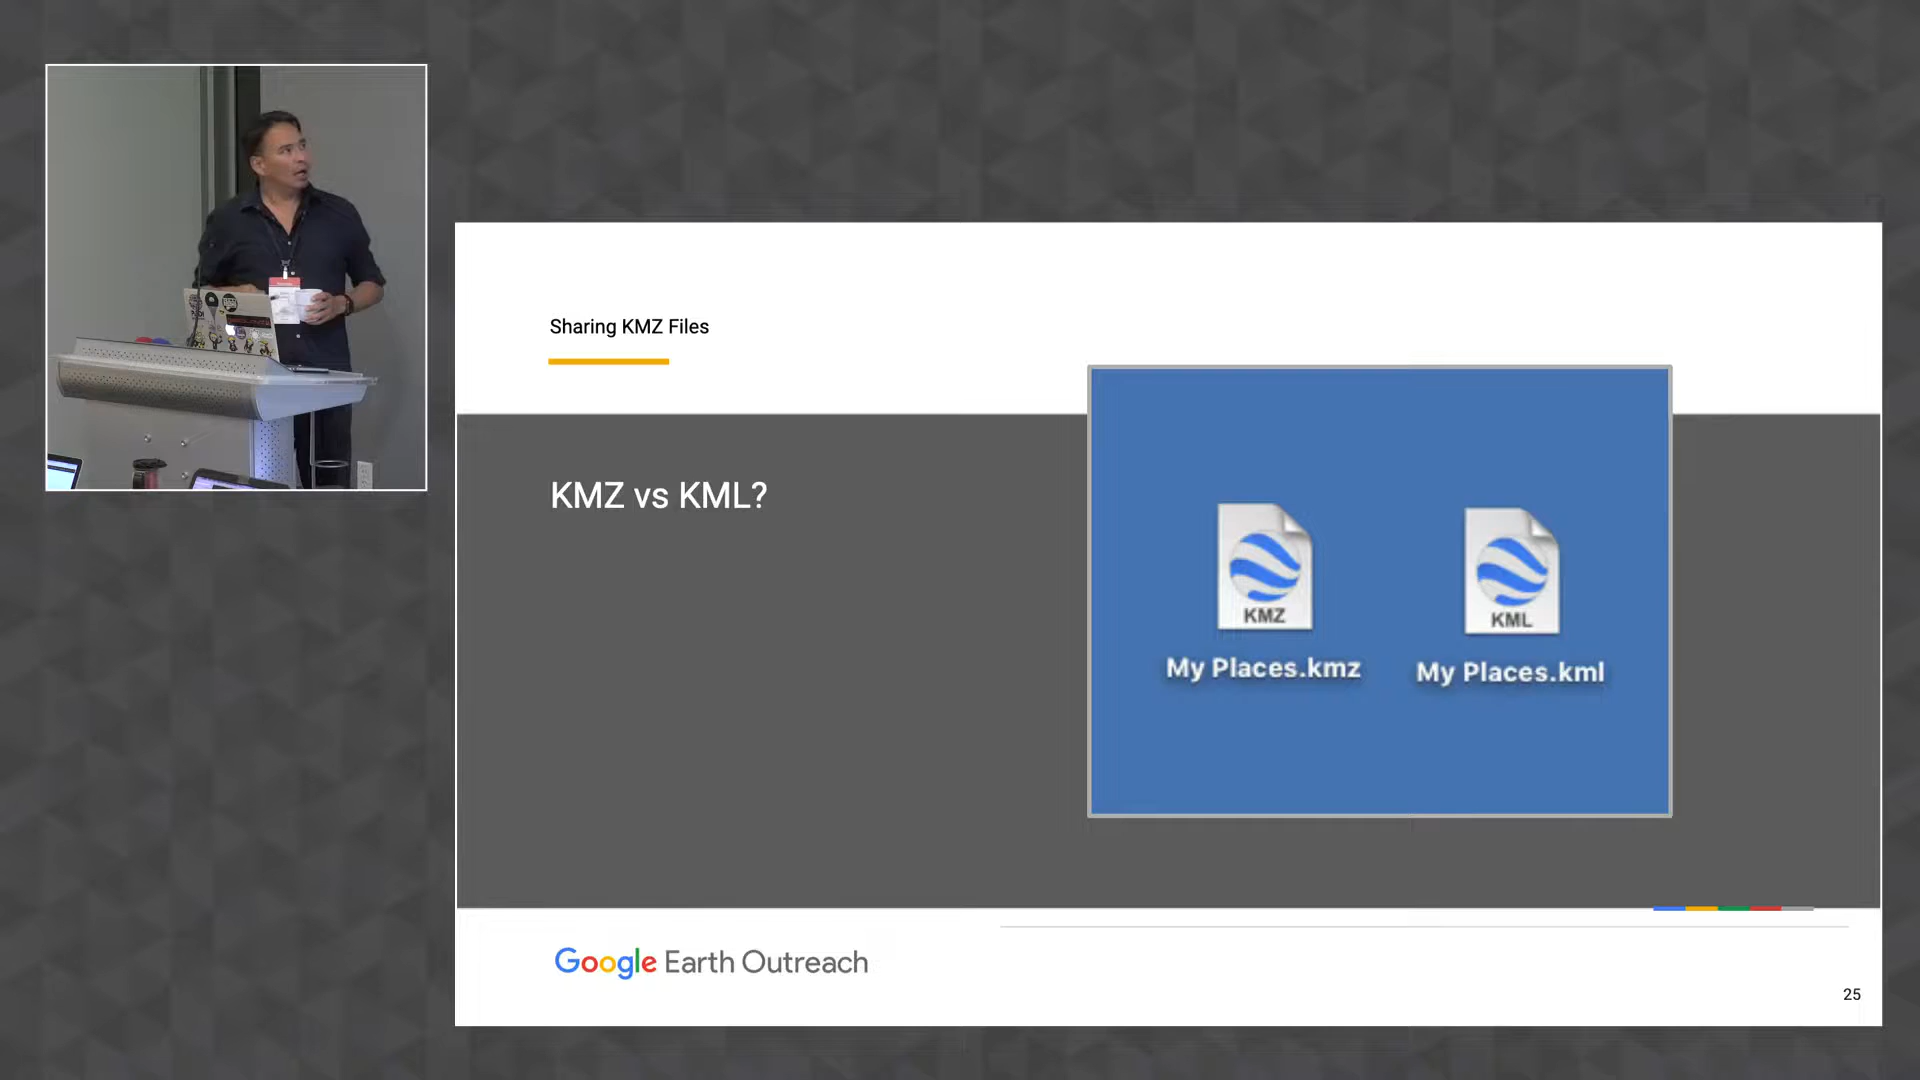 Sharing KMZ Files
KMZ vs KML?
KMZ
KML
My Places.kmz
My Places.kml
Google Earth Outreach
25